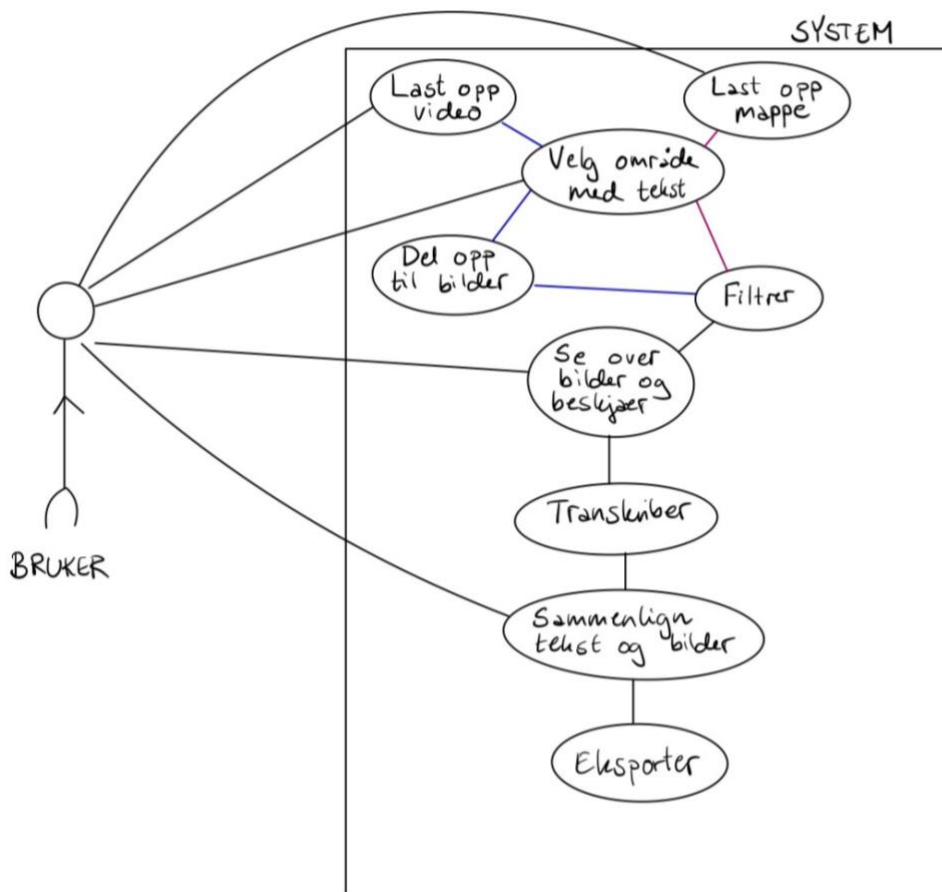 SYSTEM
Last opp
video
Last opp
mappe
Velg område
med tekst
Del opp
til bilder
Filtrer
Se over
bilder og
beskjær
Transkriber
BRUKER
Sammenlign
tekst og bilder
Eksporter